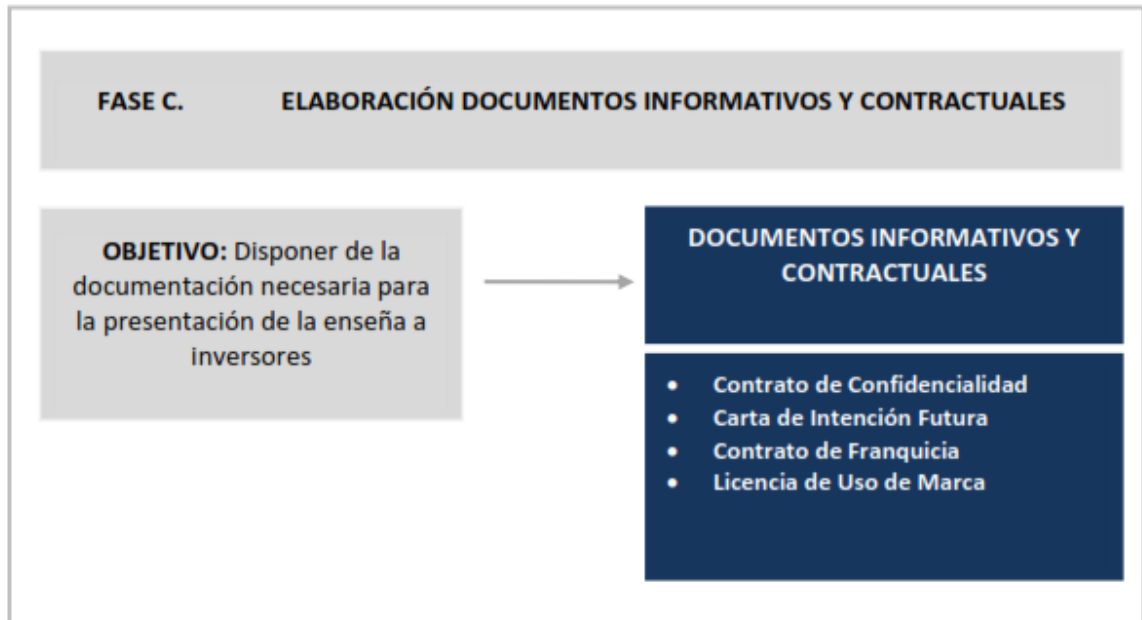 FASE C. ELABORACIÓN DOCUMENTOS INFORMATIVOS Y CONTRACTUALES
OBJETIVO: Disponer de la
documentación necesaria para
la presentación de la enseña a
inversores
DOCUMENTOS INFORMATIVOS Y
CONTRACTUALES
• Contrato de Confidencialidad
• Carta de Intención Futura
• Contrato de Franquicia
• Licencia de Uso de Marca